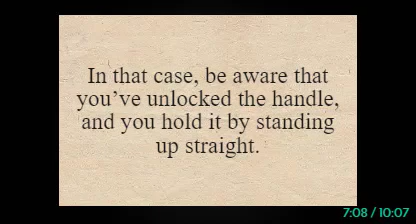 In that case, be aware that
you’ve unlocked the handle,
and you hold it by standing
up straight.
7:08 / 10:07